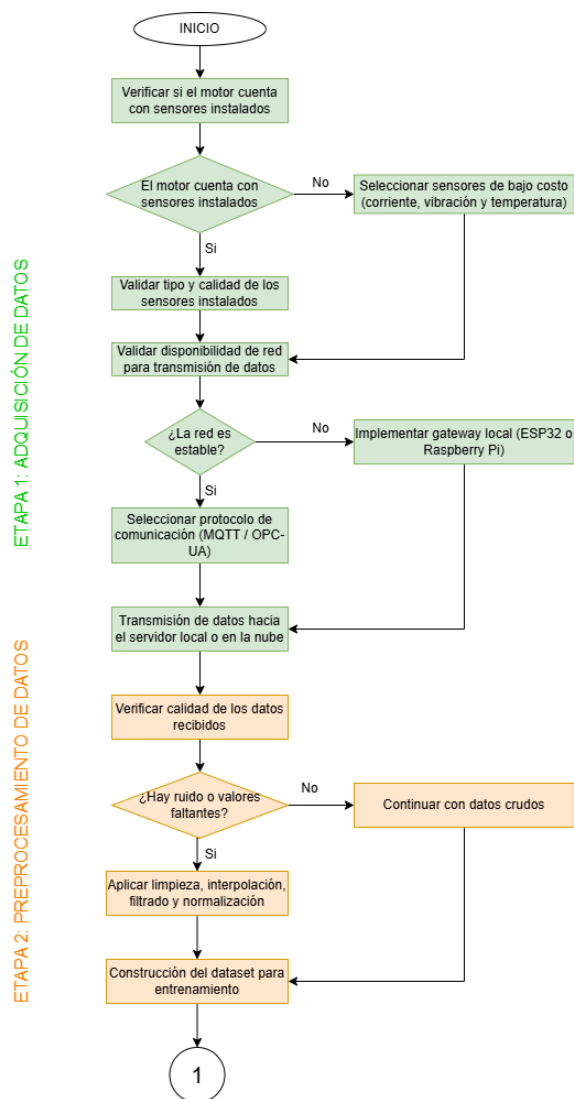 INICIO
Verificar si el motor cuenta
con sensores instalados
El motor cuenta con
sensores instalados
No
Seleccionar sensores de bajo costo
(corriente, vibración y temperatura)
Si
Validar tipo y calidad de los
sensores instalados
Validar disponibilidad de red
para transmisión de datos
¿La red es
estable?
No
Implementar gateway local (ESP32 o
Raspberry Pi)
Si
Seleccionar protocolo de
comunicación (MQTT / OPC-
UA)
Transmisión de datos hacia
el servidor local o en la nube
ETAPA 1: ADQUISICIÓN DE DATOS
Verificar calidad de los datos
recibidos
¿Hay ruido o valores
faltantes?
No
Continuar con datos crudos
Si
Aplicar limpieza, interpolación,
filtrado y normalización
Construcción del dataset para
entrenamiento
ETAPA 2: PREPROCESAMIENTO DE DATOS
1